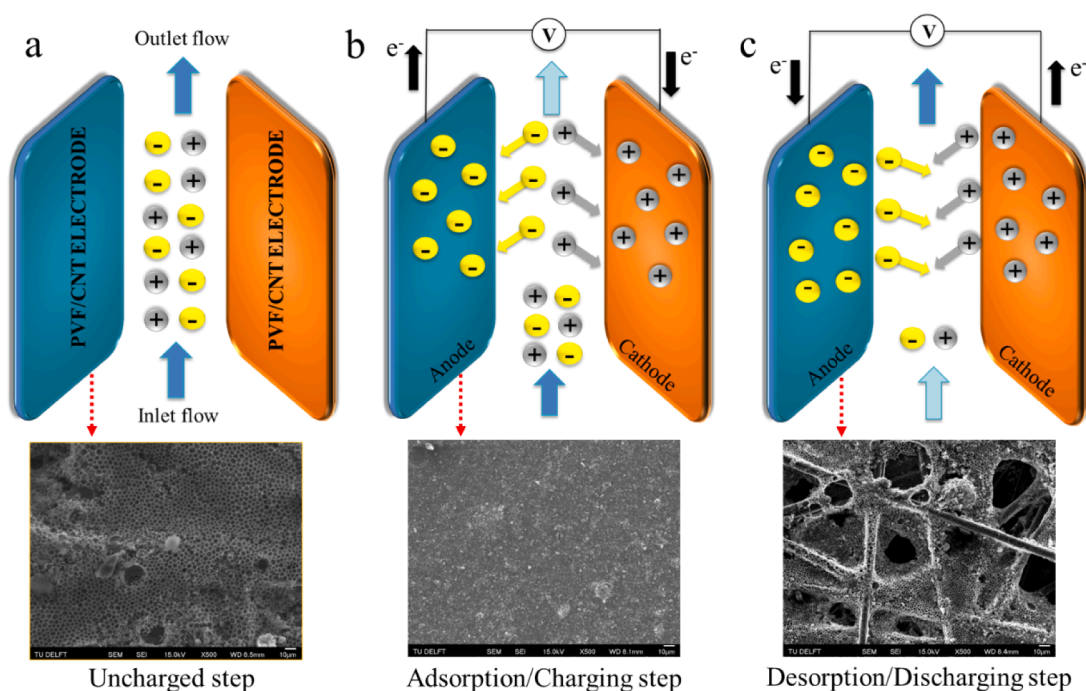 a
Outlet flow
PVF/CNT ELECTRODE
PVF/CNT ELECTRODE
- +
- +
+ -
- +
+ -
+ -
Inlet flow
TU DELFT SEM SEI 15.0kV X500 WD 6.5mm 10µm
Uncharged step
b
V
e-
e-
- +
- +
- +
+ -
- +
+ -
Anode
Cathode
TU DELFT SEM SEI 15.0kV X500 WD 8.1mm 10µm
Adsorption/Charging step
c
V
e-
e-
- +
- +
- +
- +
Anode
Cathode
TU DELFT SEM SEI 15.0kV X500 WD 8.4mm 10µm
Desorption/Discharging step